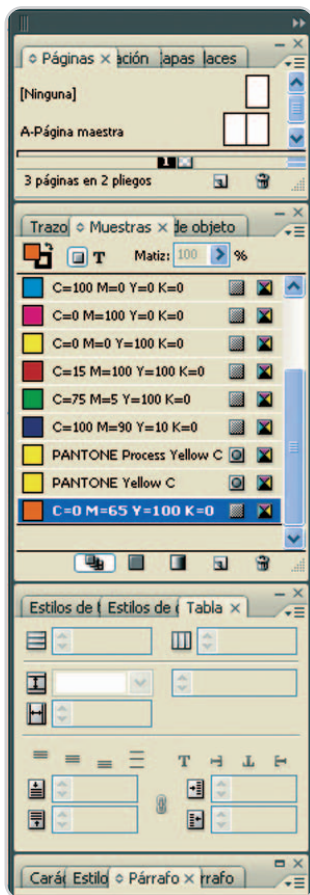 Páginas ación apas laces
[Ninguna]
A-Página maestra
1
3 páginas en 2 pliegos
Trazo Muestras de objeto
T Matiz: 100 %
C=100 M=0 Y=0 K=0
C=0 M=100 Y=0 K=0
C=0 M=0 Y=100 K=0
C=15 M=100 Y=100 K=0
C=75 M=5 Y=100 K=0
C=100 M=90 Y=10 K=0
PANTONE Process Yellow C
PANTONE Yellow C
C=0 M=65 Y=100 K=0
Estilos de t Estilos de c Tabla
Cará Estilo Párrafo rrafo